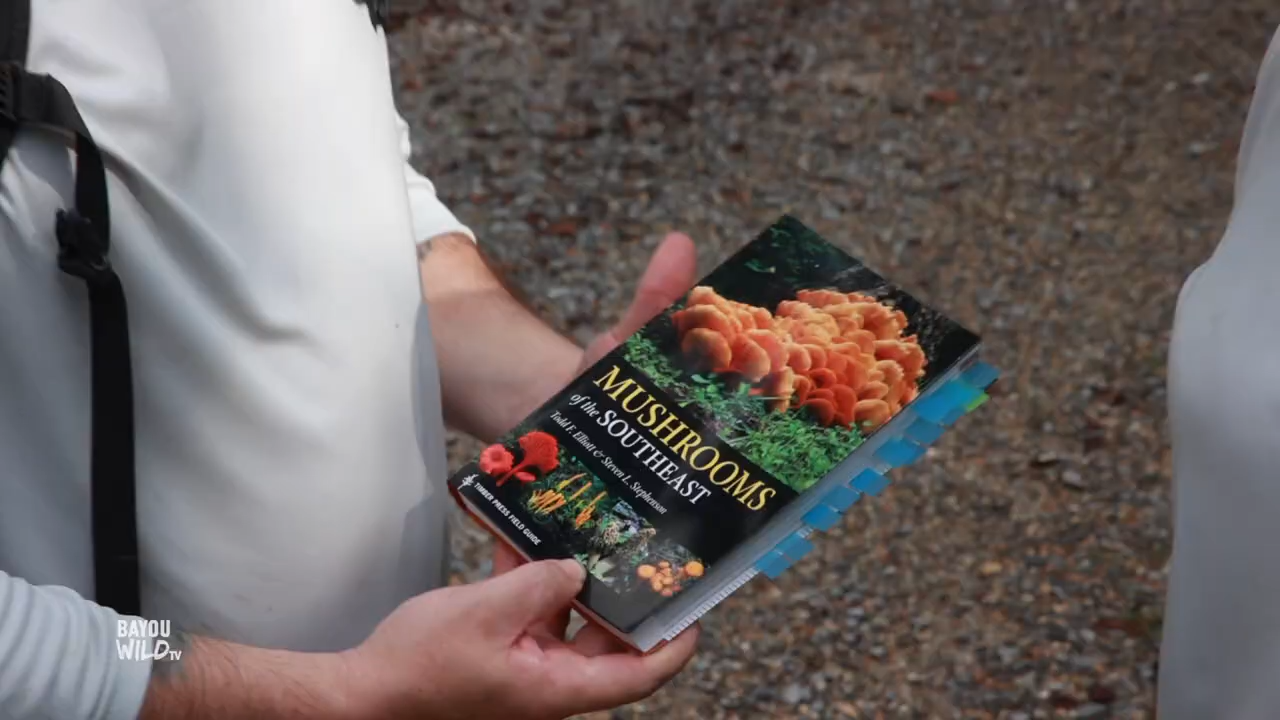 MUSHROOMS
of the SOUTHEAST
Todd F. Elliott & Steven L. Stephenson
TIMBER PRESS FIELD GUIDE
BAYOU
WILD TV